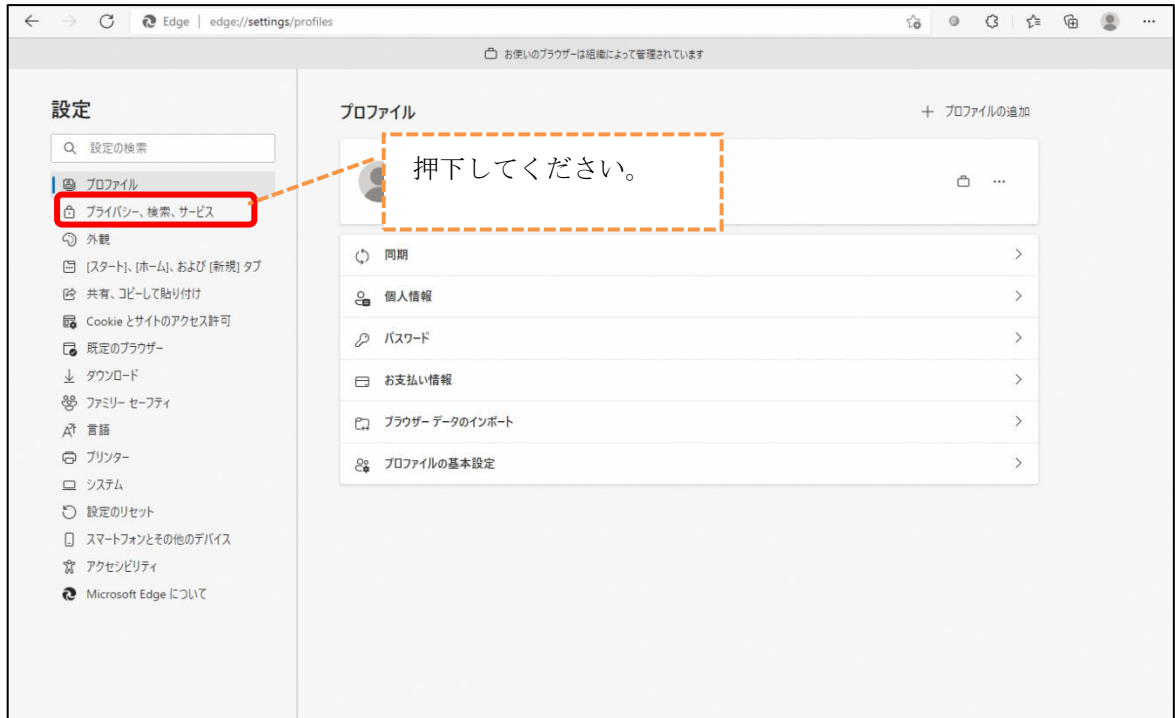 Edge | edge://settings/profiles
お使いのブラウザーは組織によって管理されています
設定
設定の検索
プロファイル
プライバシー、検索、サービス
外観
[スタート]、[ホーム]、および [新規] タブ
共有、コピーして貼り付け
Cookie とサイトのアクセス許可
既定のブラウザー
ダウンロード
ファミリー セーフティ
言語
プリンター
システム
設定のリセット
スマートフォンとその他のデバイス
アクセシビリティ
Microsoft Edge について
プロファイル
プロファイルの追加
押下してください。
同期
個人情報
パスワード
お支払い情報
ブラウザー データのインポート
プロファイルの基本設定